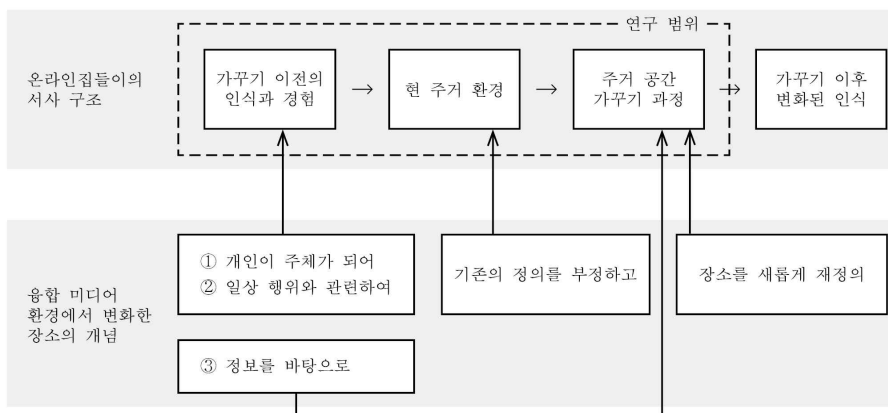 연구 범위
온라인집들이의
서사 구조
가꾸기 이전의
인식과 경험
→
현 주거 환경
→
주거 공간
가꾸기 과정
→
가꾸기 이후
변화된 인식
융합 미디어
환경에서 변화한
장소의 개념
① 개인이 주체가 되어
② 일상 행위와 관련하여
기존의 정의를 부정하고
장소를 새롭게 재정의
③ 정보를 바탕으로